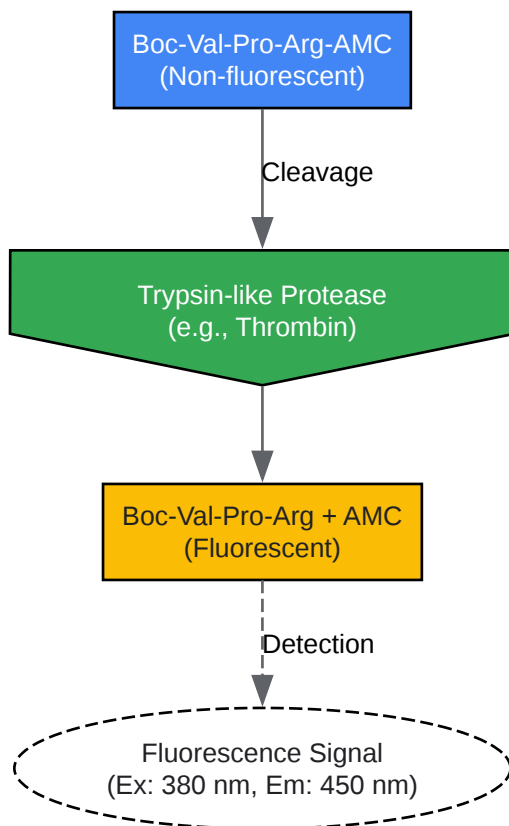 Boc-Val-Pro-Arg-AMC
(Non-fluorescent)
Cleavage
Trypsin-like Protease
(e.g., Thrombin)
Boc-Val-Pro-Arg + AMC
(Fluorescent)
Detection
Fluorescence Signal
(Ex: 380 nm, Em: 450 nm)